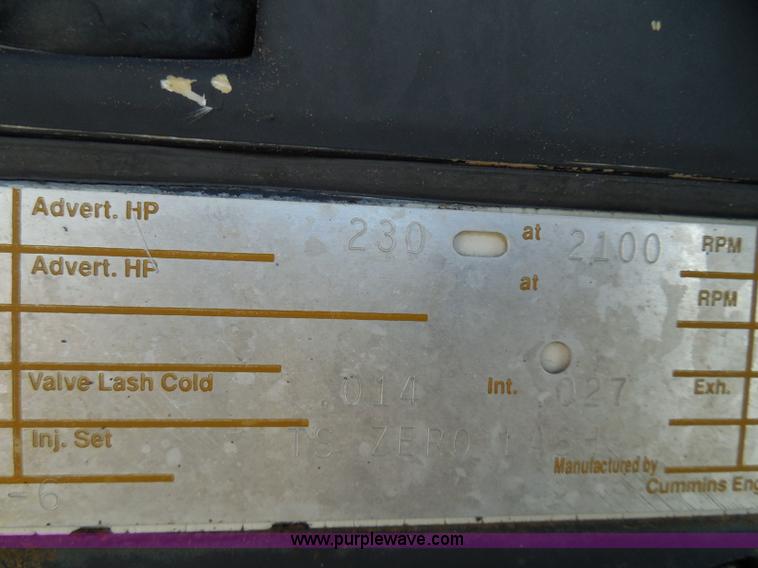 Advert. HP 230 at 2100 RPM
Advert. HP at RPM
Valve Lash Cold .014 Int. .027 Exh.
Inj. Set TS ZERO LASH
Manufactured by
-6 Cummins Eng
www.purplewave.com